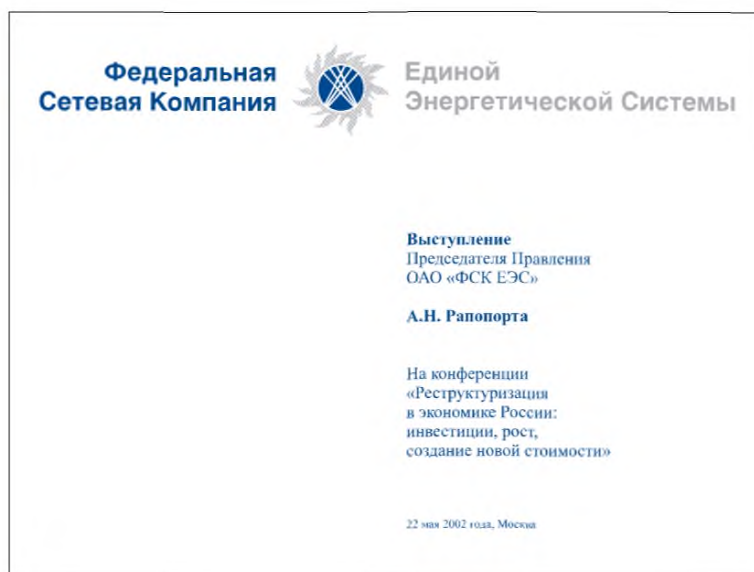 Федеральная
Сетевая Компания
Единой
Энергетической Системы
Выступление
Председателя Правления
ОАО «ФСК ЕЭС»
А.Н. Рапопорта
На конференции
«Реструктуризация
в экономике России:
инвестиции, рост,
создание новой стоимости»
22 мая 2002 года, Москва